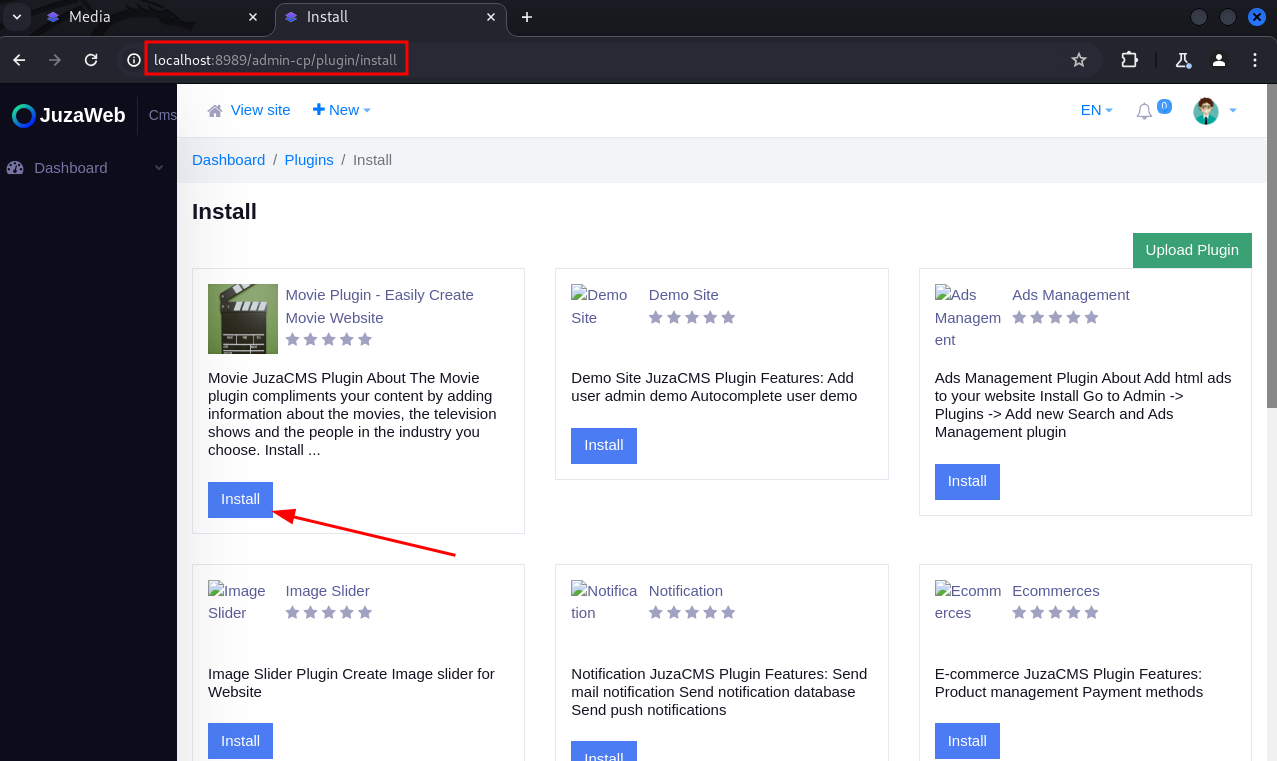 Media
Install
localhost:8989/admin-cp/plugin/install
JuzaWeb
Cms
View site
New
EN
0
Dashboard
Dashboard / Plugins / Install
Install
Upload Plugin
Movie Plugin - Easily Create
Movie Website
Movie JuzaCMS Plugin About The Movie
plugin compliments your content by adding
information about the movies, the television
shows and the people in the industry you
choose. Install ...
Install
Demo
Site
Demo Site
Demo Site JuzaCMS Plugin Features: Add
user admin demo Autocomplete user demo
Install
Ads
Managem
ent
Ads Management
Ads Management Plugin About Add html ads
to your website Install Go to Admin ->
Plugins -> Add new Search and Ads
Management plugin
Install
Image
Slider
Image Slider
Image Slider Plugin Create Image slider for
Website
Install
Notifica
tion
Notification
Notification JuzaCMS Plugin Features: Send
mail notification Send notification database
Send push notifications
Install
Ecomm
erces
Ecommerces
E-commerce JuzaCMS Plugin Features:
Product management Payment methods
Install